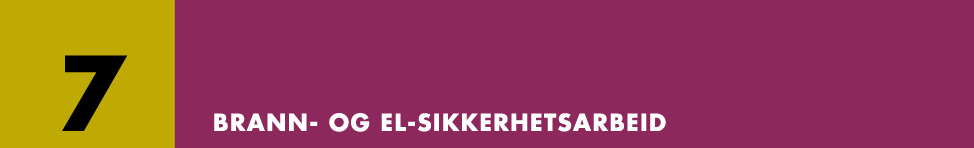 7
BRANN- OG EL-SIKKERHETSARBEID